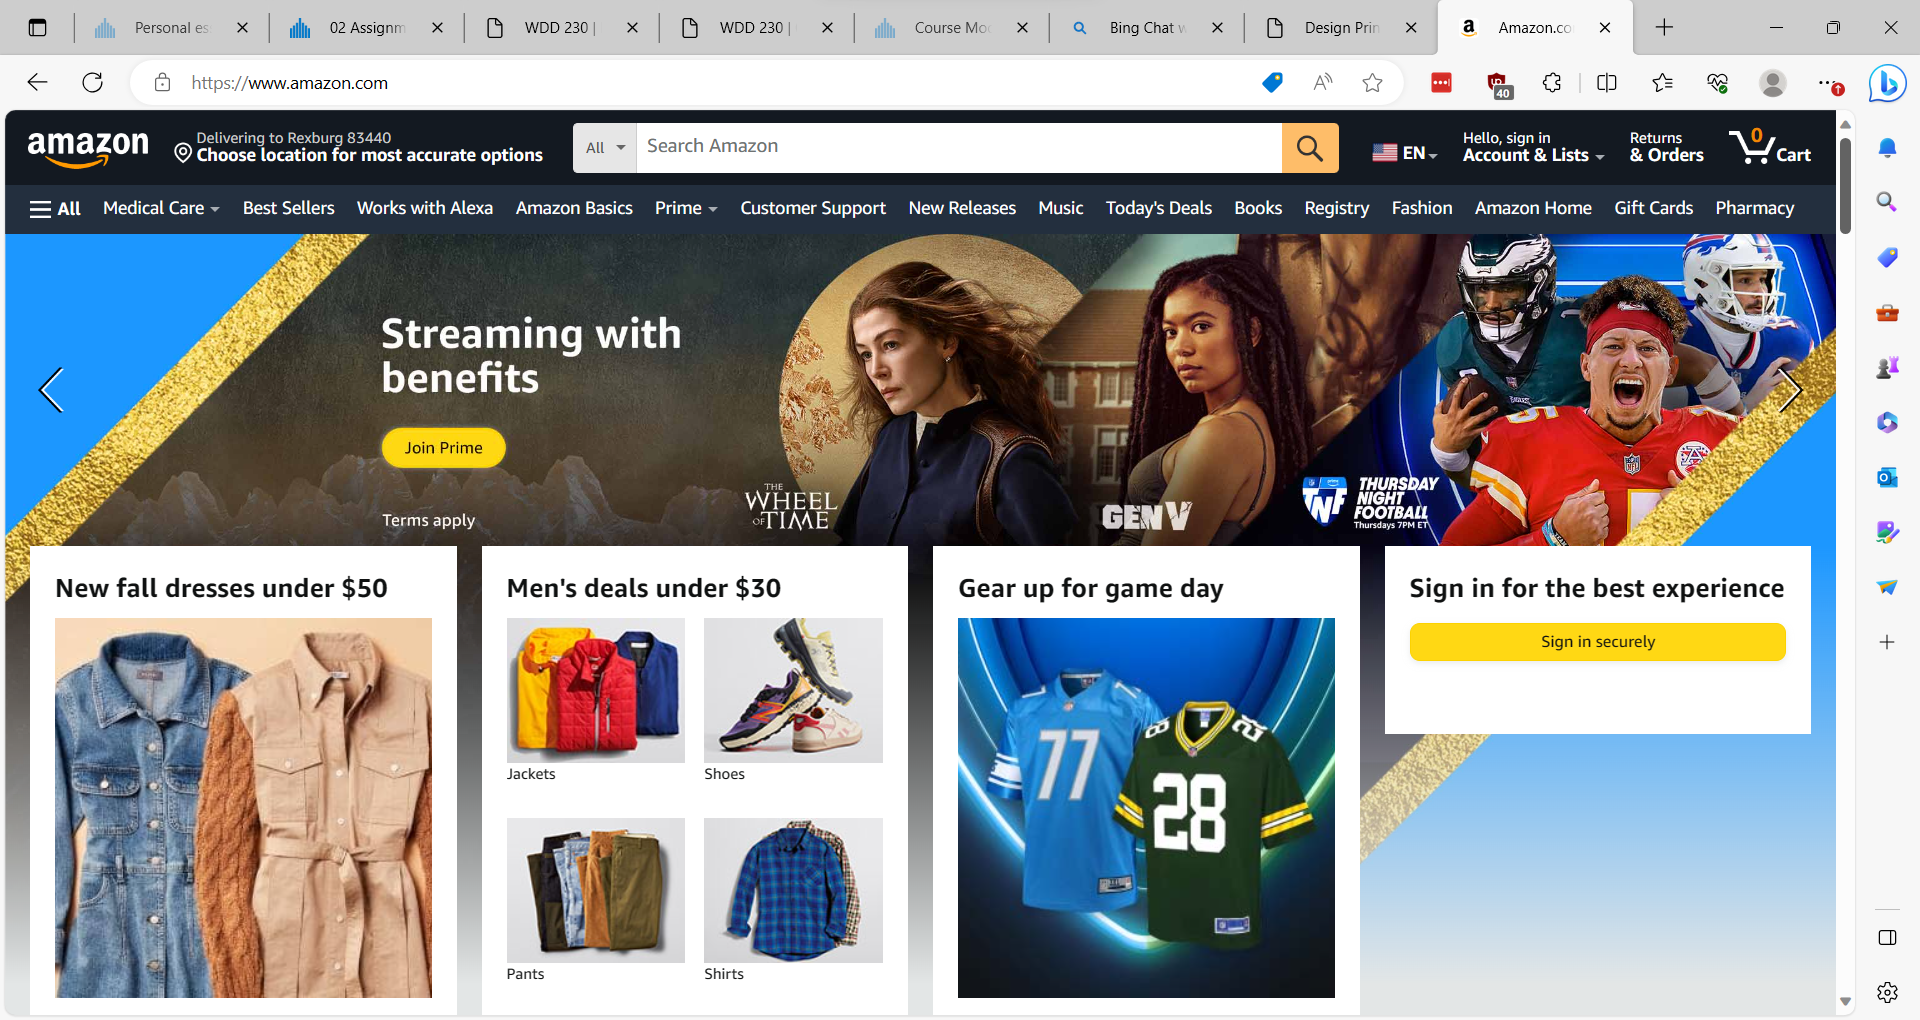 Personal es
02 Assignm
WDD 230 |
WDD 230 |
Course Mo
Bing Chat w
Design Prin
Amazon.co
https://www.amazon.com
40
amazon
Delivering to Rexburg 83440
Choose location for most accurate options
All
Search Amazon
EN
Hello, sign in
Account & Lists
Returns
& Orders
0
Cart
All
Medical Care
Best Sellers
Works with Alexa
Amazon Basics
Prime
Customer Support
New Releases
Music
Today's Deals
Books
Registry
Fashion
Amazon Home
Gift Cards
Pharmacy
Streaming with
benefits
Join Prime
Terms apply
THE
WHEEL
OF TIME
GEN V
TNF
THURSDAY
NIGHT
FOOTBALL
Thursdays 7PM ET
New fall dresses under $50
Men's deals under $30
Jackets
Shoes
Pants
Shirts
Gear up for game day
77
28
Sign in for the best experience
Sign in securely